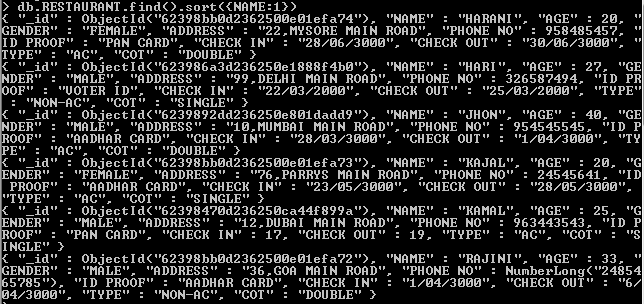 > db.RESTAURANT.find().sort({NAME:1})
{ "_id" : ObjectId("62398bb0d2362500e01efa74"), "NAME" : "HARANI", "AGE" : 20, "
GENDER" : "FEMALE", "ADDRESS" : "22,MYSORE MAIN ROAD", "PHONE NO" : 958485457, "
ID PROOF" : "PAN CARD", "CHECK IN" : "28/06/3000", "CHECK OUT" : "30/06/3000", "
TYPE" : "AC", "COT" : "DOUBLE" }
{ "_id" : ObjectId("623986a3d236250e1888f4b0"), "NAME" : "HARI", "AGE" : 27, "GE
NDER" : "MALE", "ADDRESS" : "99,DELHI MAIN ROAD", "PHONE NO" : 326587494, "ID PR
OOF" : "VOTER ID", "CHECK IN" : "22/03/2000", "CHECK OUT" : "25/03/2000", "TYPE"
 : "NON-AC", "COT" : "SINGLE" }
{ "_id" : ObjectId("6239892dd236250e801dadd9"), "NAME" : "JHON", "AGE" : 40, "GE
NDER" : "MALE", "ADDRESS" : "10,MUMBAI MAIN ROAD", "PHONE NO" : 954545545, "ID P
ROOF" : "AADHAR CARD", "CHECK IN" : "28/03/3000", "CHECK OUT" : "1/04/3000", "TY
PE" : "AC", "COT" : "DOUBLE" }
{ "_id" : ObjectId("62398bb0d2362500e01efa73"), "NAME" : "KAJAL", "AGE" : 20, "G
ENDER" : "FEMALE", "ADDRESS" : "76,PARRYS MAIN ROAD", "PHONE NO" : 24545641, "ID
 PROOF" : "AADHAR CARD", "CHECK IN" : "23/05/3000", "CHECK OUT" : "28/05/3000",
"TYPE" : "AC", "COT" : "SINGLE" }
{ "_id" : ObjectId("62398470d236250ca44f899a"), "NAME" : "KAMAL", "AGE" : 25, "G
ENDER" : "MALE", "ADDRESS" : "12,DUBAI MAIN ROAD", "PHONE NO" : 963443543, "ID P
ROOF" : "PAN CARD", "CHECK IN" : 17, "CHECK OUT" : 19, "TYPE" : "AC", "COT" : "S
INGLE" }
{ "_id" : ObjectId("62398bb0d2362500e01efa72"), "NAME" : "RAJINI", "AGE" : 33, "
GENDER" : "MALE", "ADDRESS" : "36,GOA MAIN ROAD", "PHONE NO" : NumberLong("24854
65785"), "ID PROOF" : "AADHAR CARD", "CHECK IN" : "1/04/3000", "CHECK OUT" : "6/
04/3000", "TYPE" : "NON-AC", "COT" : "DOUBLE" }